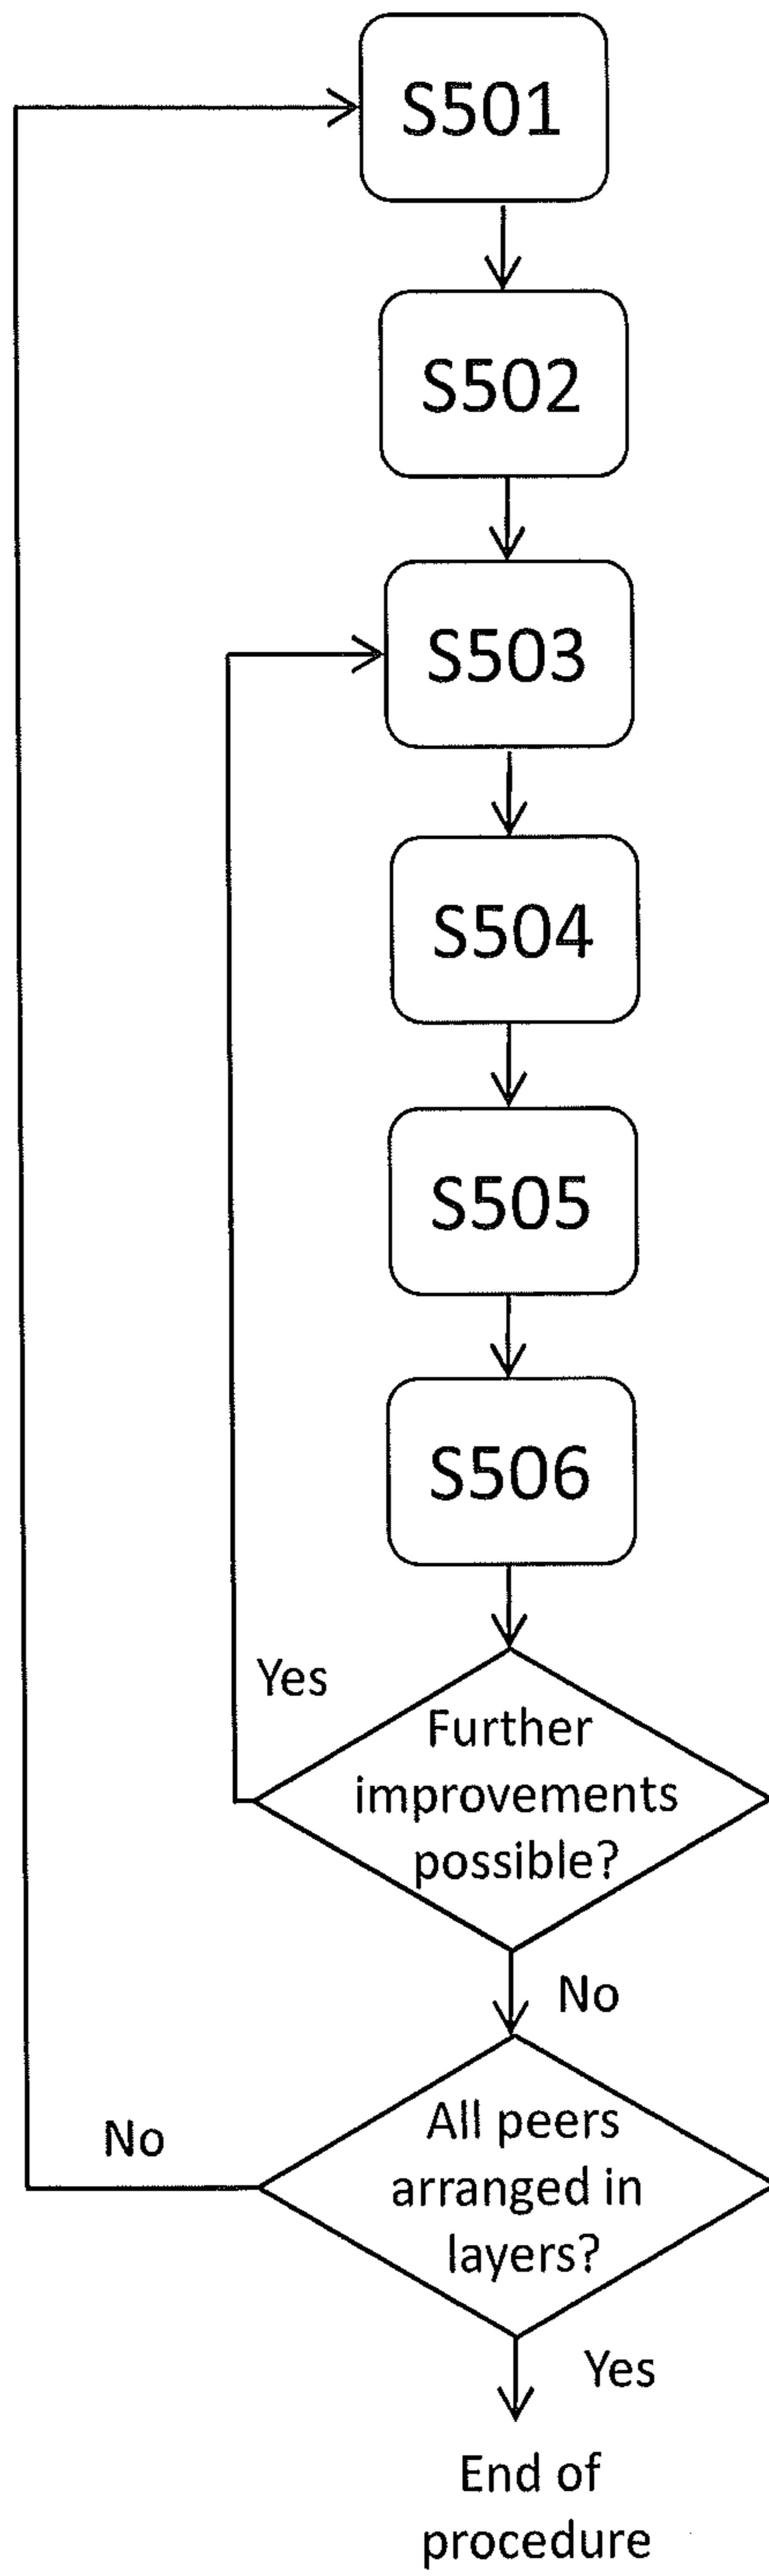 S501
S502
S503
S504
S505
S506
Yes
Further
improvements
possible?
No
No
All peers
arranged in
layers?
Yes
End of
procedure